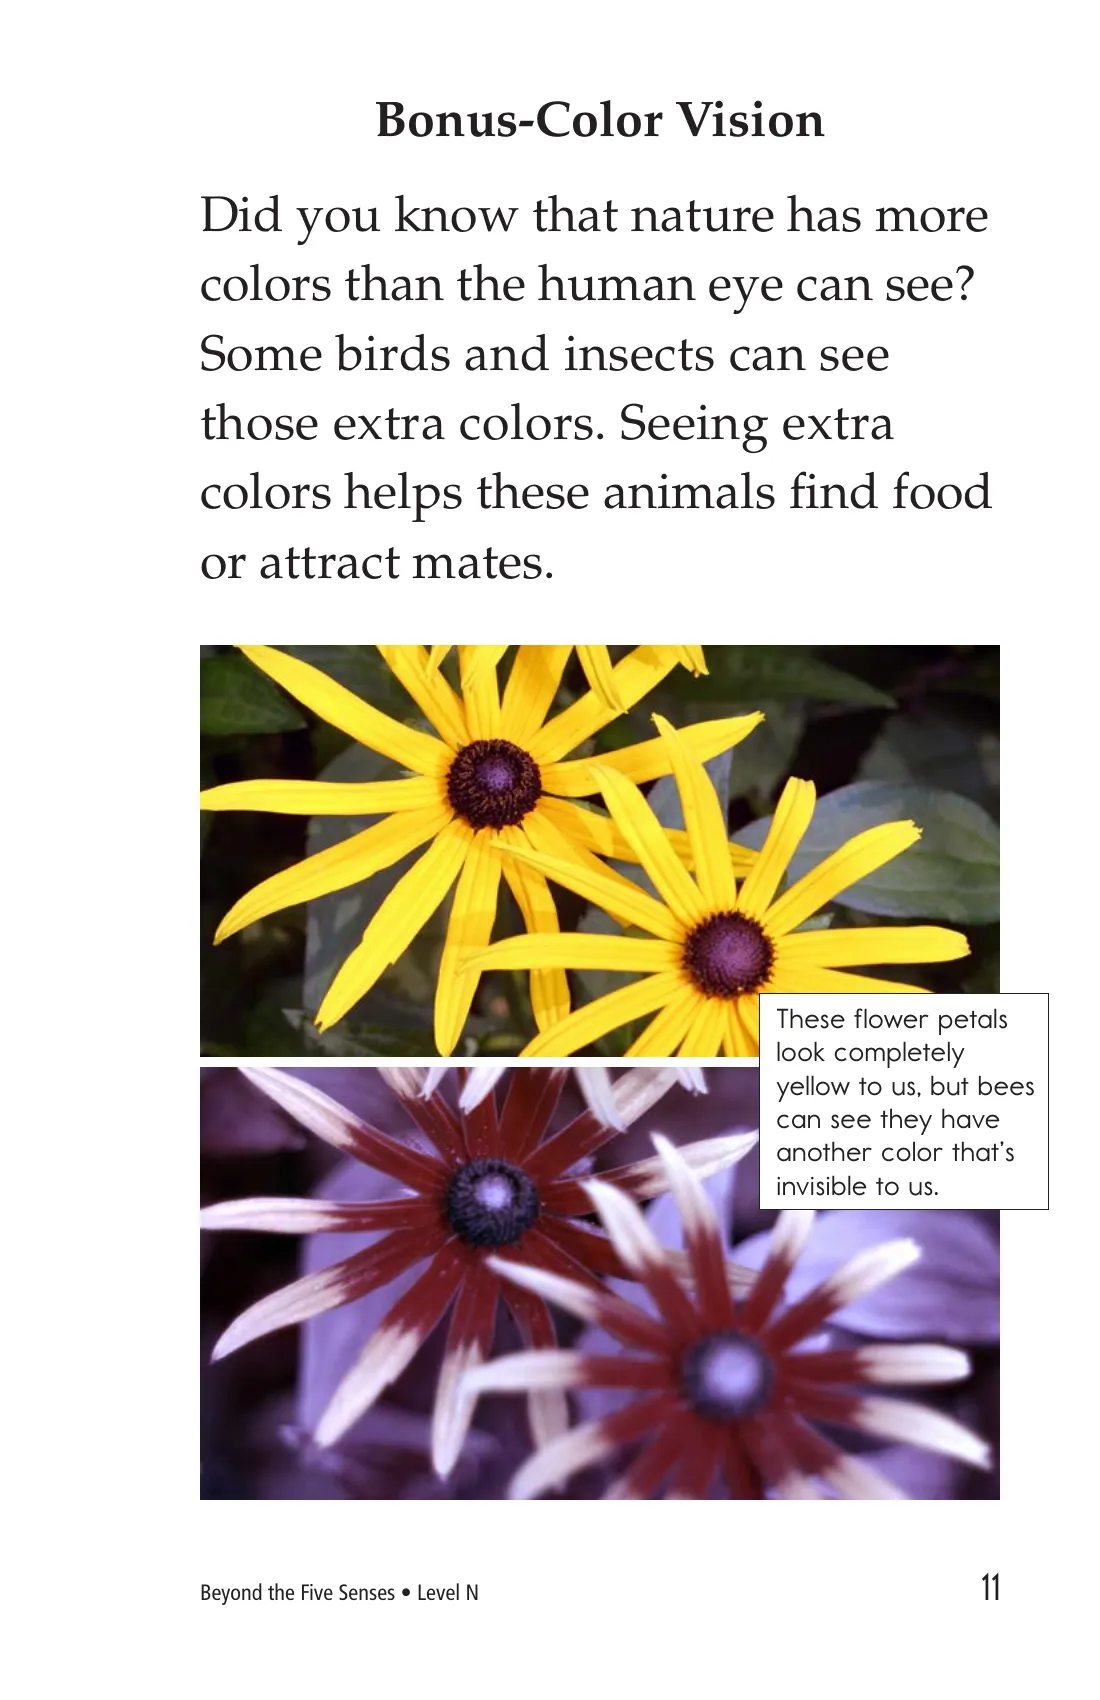 Bonus-Color Vision
Did you know that nature has more
colors than the human eye can see?
Some birds and insects can see
those extra colors. Seeing extra
colors helps these animals find food
or attract mates.
These flower petals
look completely
yellow to us, but bees
can see they have
another color that's
invisible to us.
Beyond the Five Senses • Level N
11